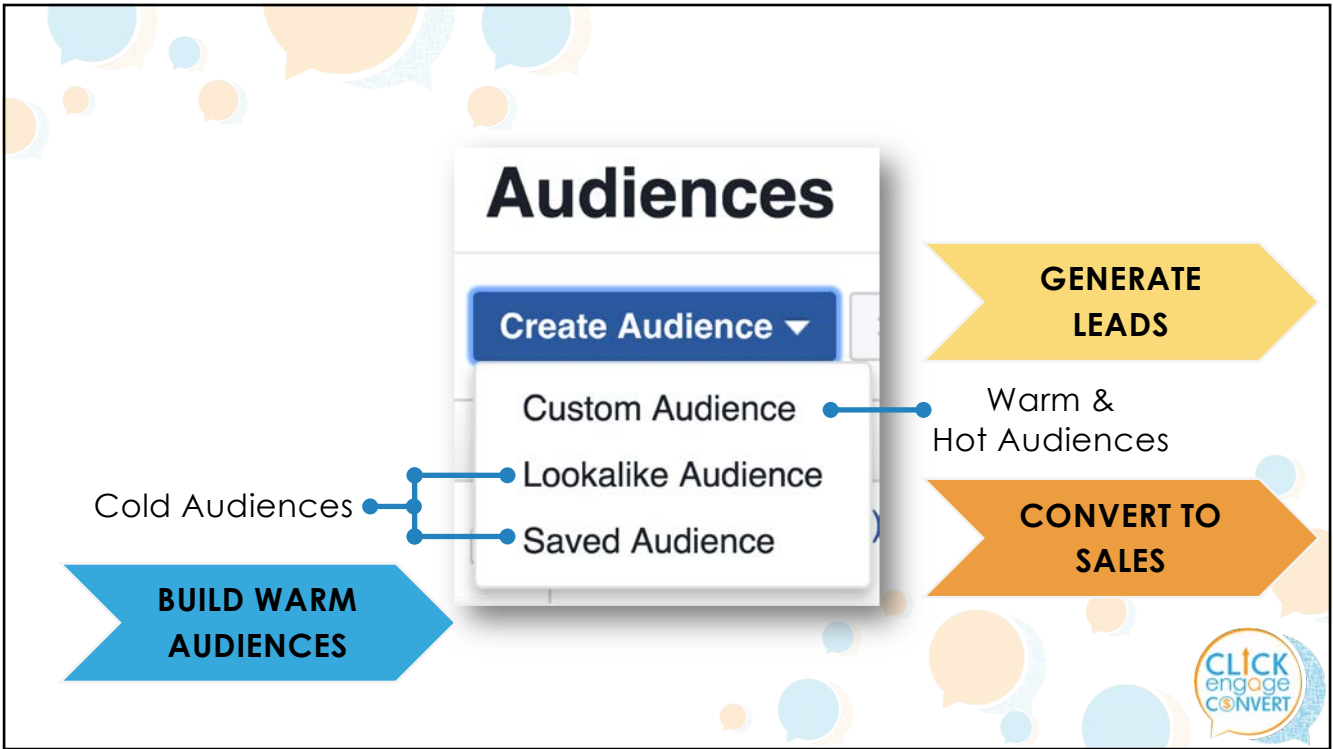 Audiences
Create Audience
Custom Audience
Lookalike Audience
Saved Audience
Cold Audiences
BUILD WARM
AUDIENCES
GENERATE
LEADS
Warm &
Hot Audiences
CONVERT TO
SALES
CLICK
engage
CONVERT